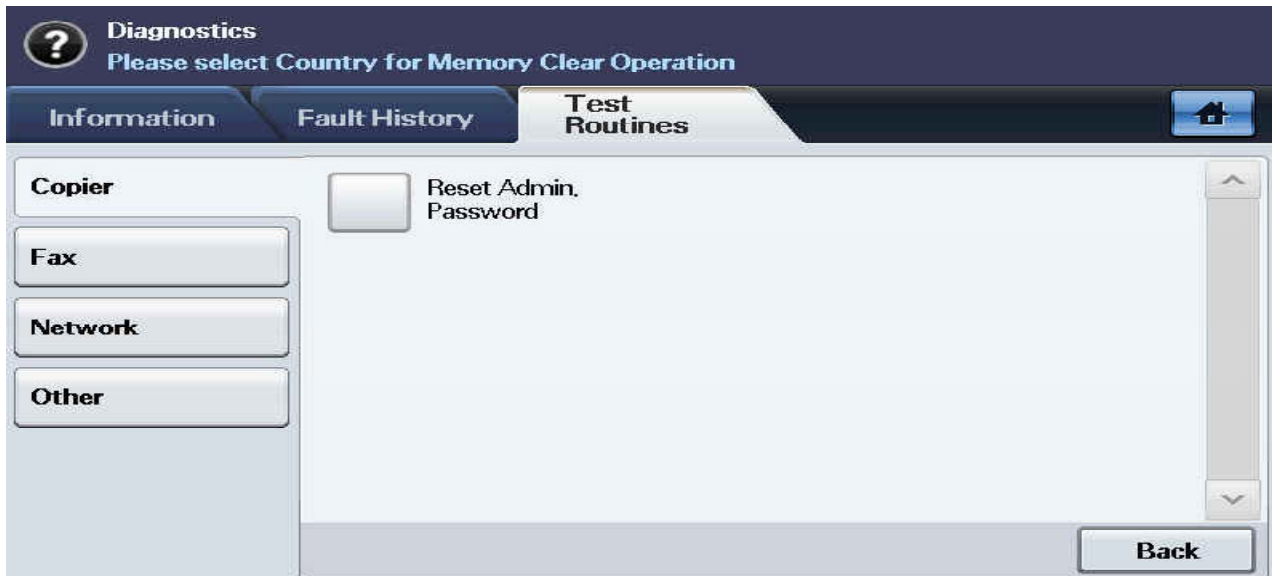 ?
Diagnostics
Please select Country for Memory Clear Operation
Information
Fault History
Test
Routines
Copier
Reset Admin.
Password
Fax
Network
Other
Back